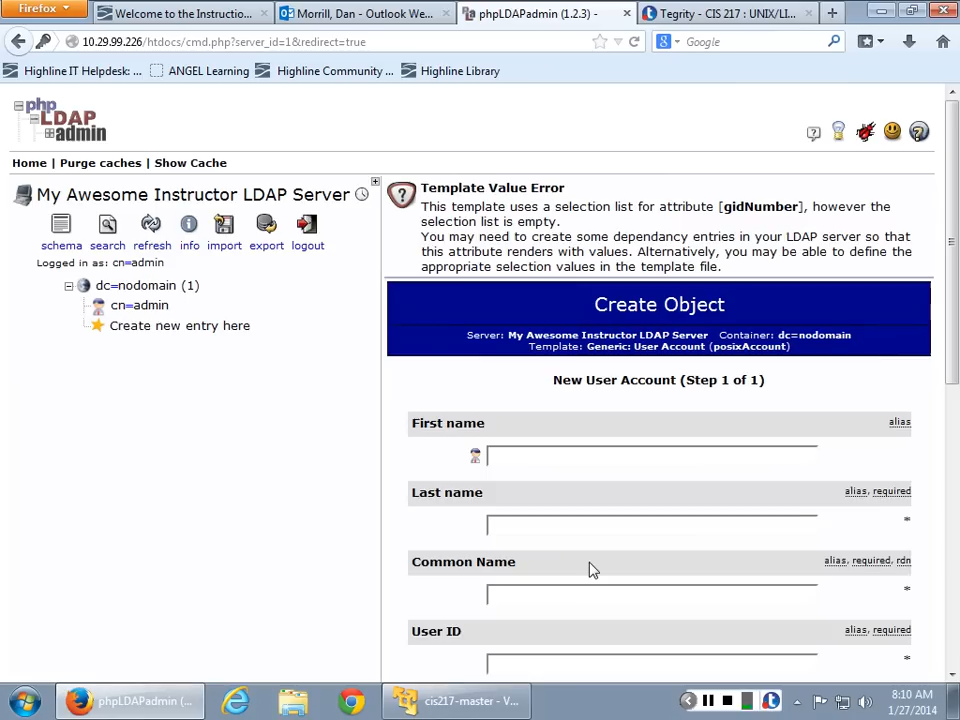 Firefox
Welcome to the Instructio...
Morrill, Dan - Outlook We...
phpLDAPadmin (1.2.3) -
Tegrity - CIS 217 : UNIX/LI...
10.29.99.226/htdocs/cmd.php?server_id=1&redirect=true
Google
Highline IT Helpdesk: ...
ANGEL Learning
Highline Community ...
Highline Library
php
LDAP
admin
Home | Purge caches | Show Cache
My Awesome Instructor LDAP Server
schema search refresh info import export logout
Logged in as: cn=admin
dc=nodomain (1)
cn=admin
Create new entry here
Template Value Error
This template uses a selection list for attribute [gidNumber], however the
selection list is empty.
You may need to create some dependancy entries in your LDAP server so that
this attribute renders with values. Alternatively, you may be able to define the
appropriate selection values in the template file.
Create Object
Server: My Awesome Instructor LDAP Server Container: dc=nodomain
Template: Generic: User Account (posixAccount)
New User Account (Step 1 of 1)
First name
alias
Last name
alias, required
*
Common Name
alias, required, rdn
*
User ID
alias, required
*
phpLDAPadmin (...
cis217-master - V...
8:10 AM
1/27/2014